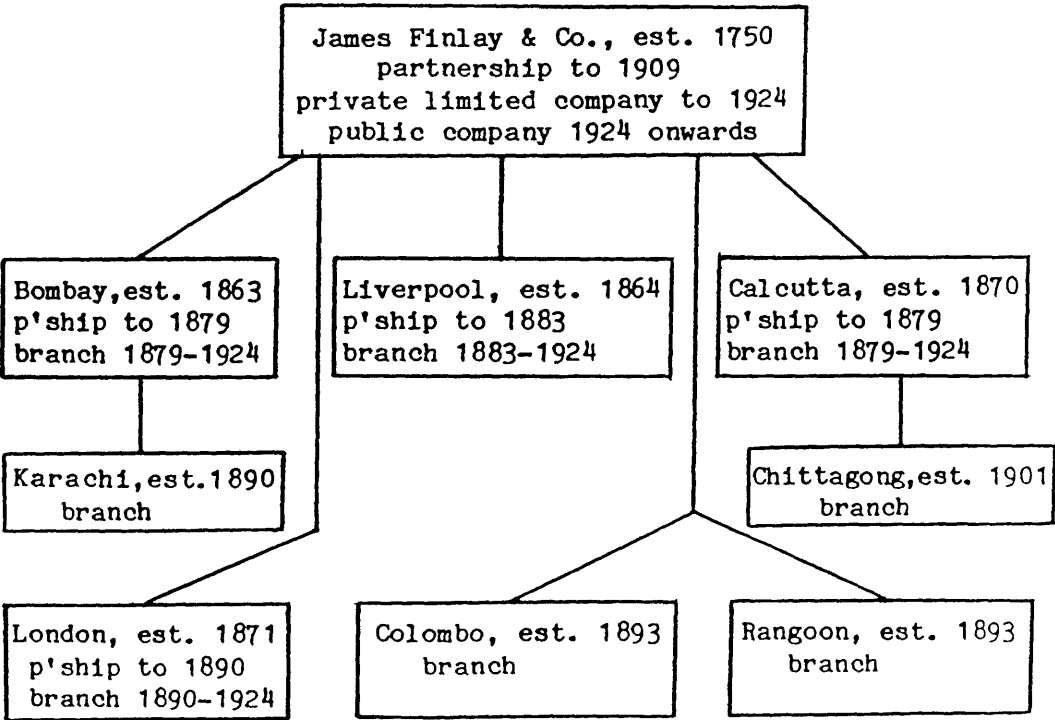 James Finlay & Co., est. 1750
partnership to 1909
private limited company to 1924
public company 1924 onwards
Bombay,est. 1863
p'ship to 1879
branch 1879-1924
Liverpool, est. 1864
p'ship to 1883
branch 1883-1924
Calcutta, est. 1870
p'ship to 1879
branch 1879-1924
Karachi,est.1890
branch
Chittagong,est. 1901
branch
London, est. 1871
p'ship to 1890
branch 1890-1924
Colombo, est. 1893
branch
Rangoon, est. 1893
branch